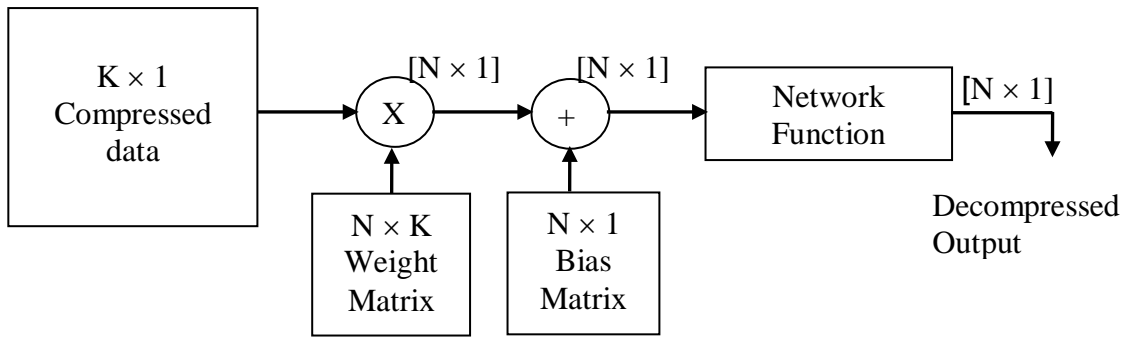 K × 1
Compressed
data
X
[N × 1]
+
[N × 1]
Network
Function
[N × 1]
N × K
Weight
Matrix
N × 1
Bias
Matrix
Decompressed
Output